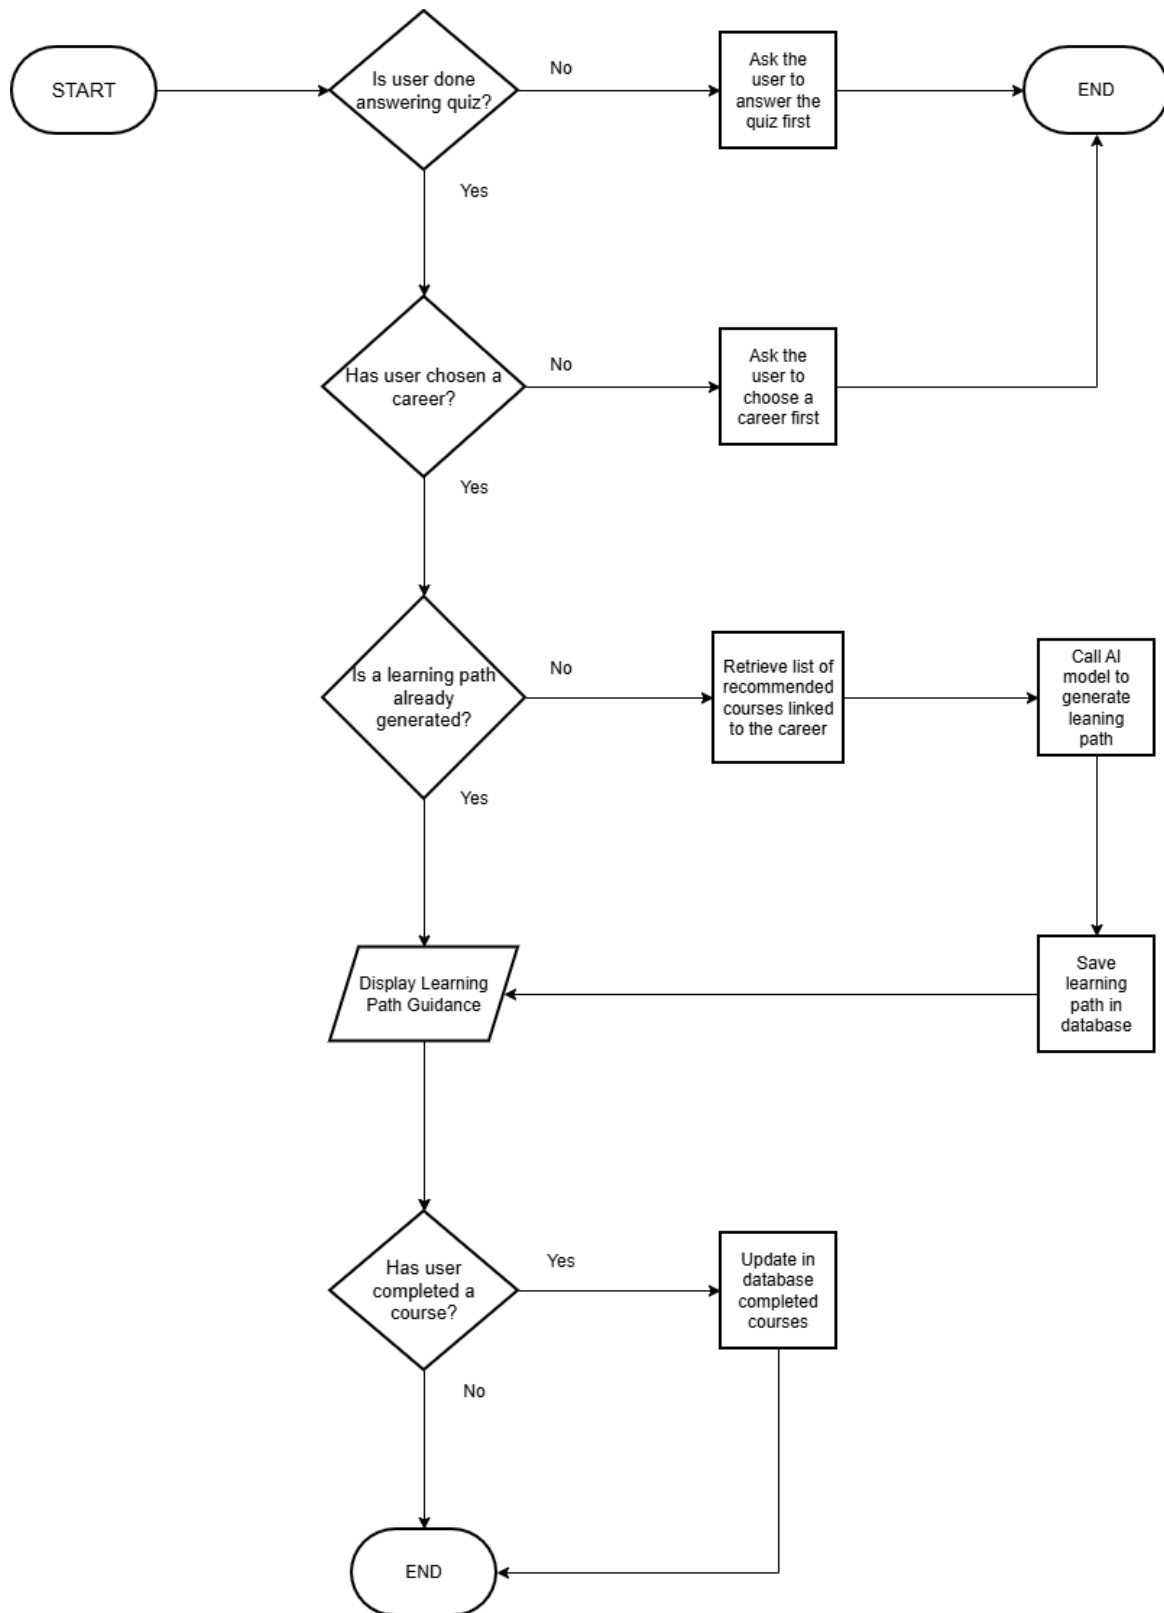 START
Is user done
answering quiz?
No
Ask the
user to
answer the
quiz first
END
Yes
Has user chosen a
career?
No
Ask the
user to
choose a
career first
Yes
Is a learning path
already
generated?
No
Retrieve list of
recommended
courses linked
to the career
Call AI
model to
generate
leaning
path
Yes
Display Learning
Path Guidance
Save
learning
path in
database
Has user
completed a
course?
Yes
Update in
database
completed
courses
No
END